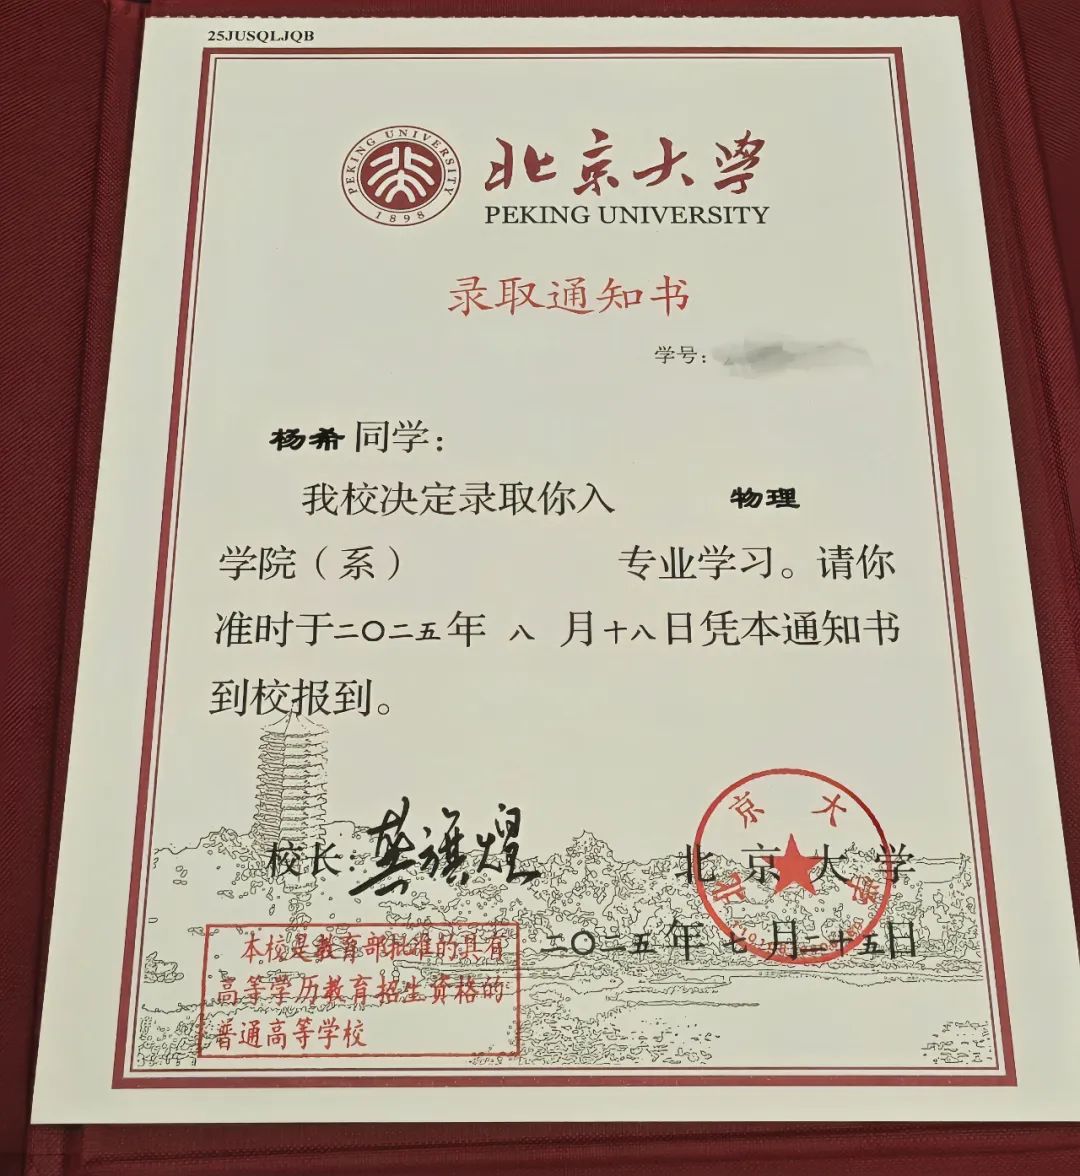 25JUSQLJQB
PEKING UNIVERSITY
1898
北京大学
PEKING UNIVERSITY
录取通知书
学号：
杨希同学：
我校决定录取你入 物理
学院（系） 专业学习。请你
准时于二〇二五年 八 月十八日凭本通知书
到校报到。
校长：龚旗煌
北京大学
北京大学
二〇二五年七月二十五日
本校是教育部批准的具有
高等学历教育招生资格的
普通高等学校